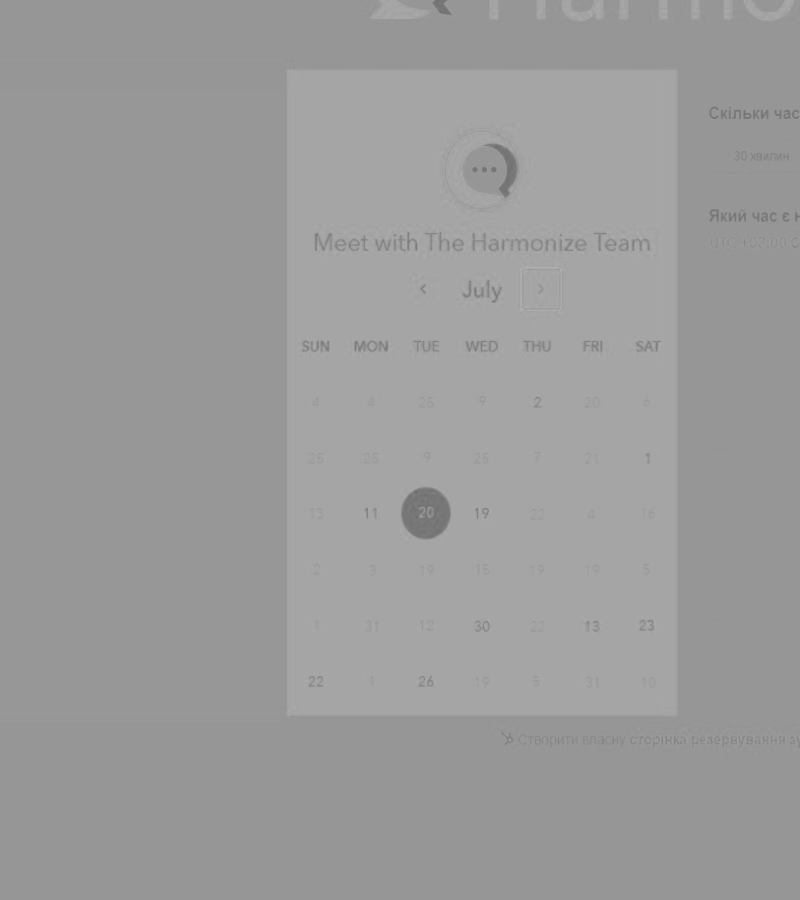 Harmo
Meet with The Harmonize Team
July
SUN MON TUE WED THU FRI SAT
4 4 25 9 2 20 6
25 25 9 26 7 21 1
13 11 20 19 22 4 16
2 3 19 15 19 19 5
1 31 12 30 22 13 23
22 1 26 19 5 31 10
Скільки час
30 хвилин
Який час є н
UTC +02:00 С
Створити власну сторінка резервування зу